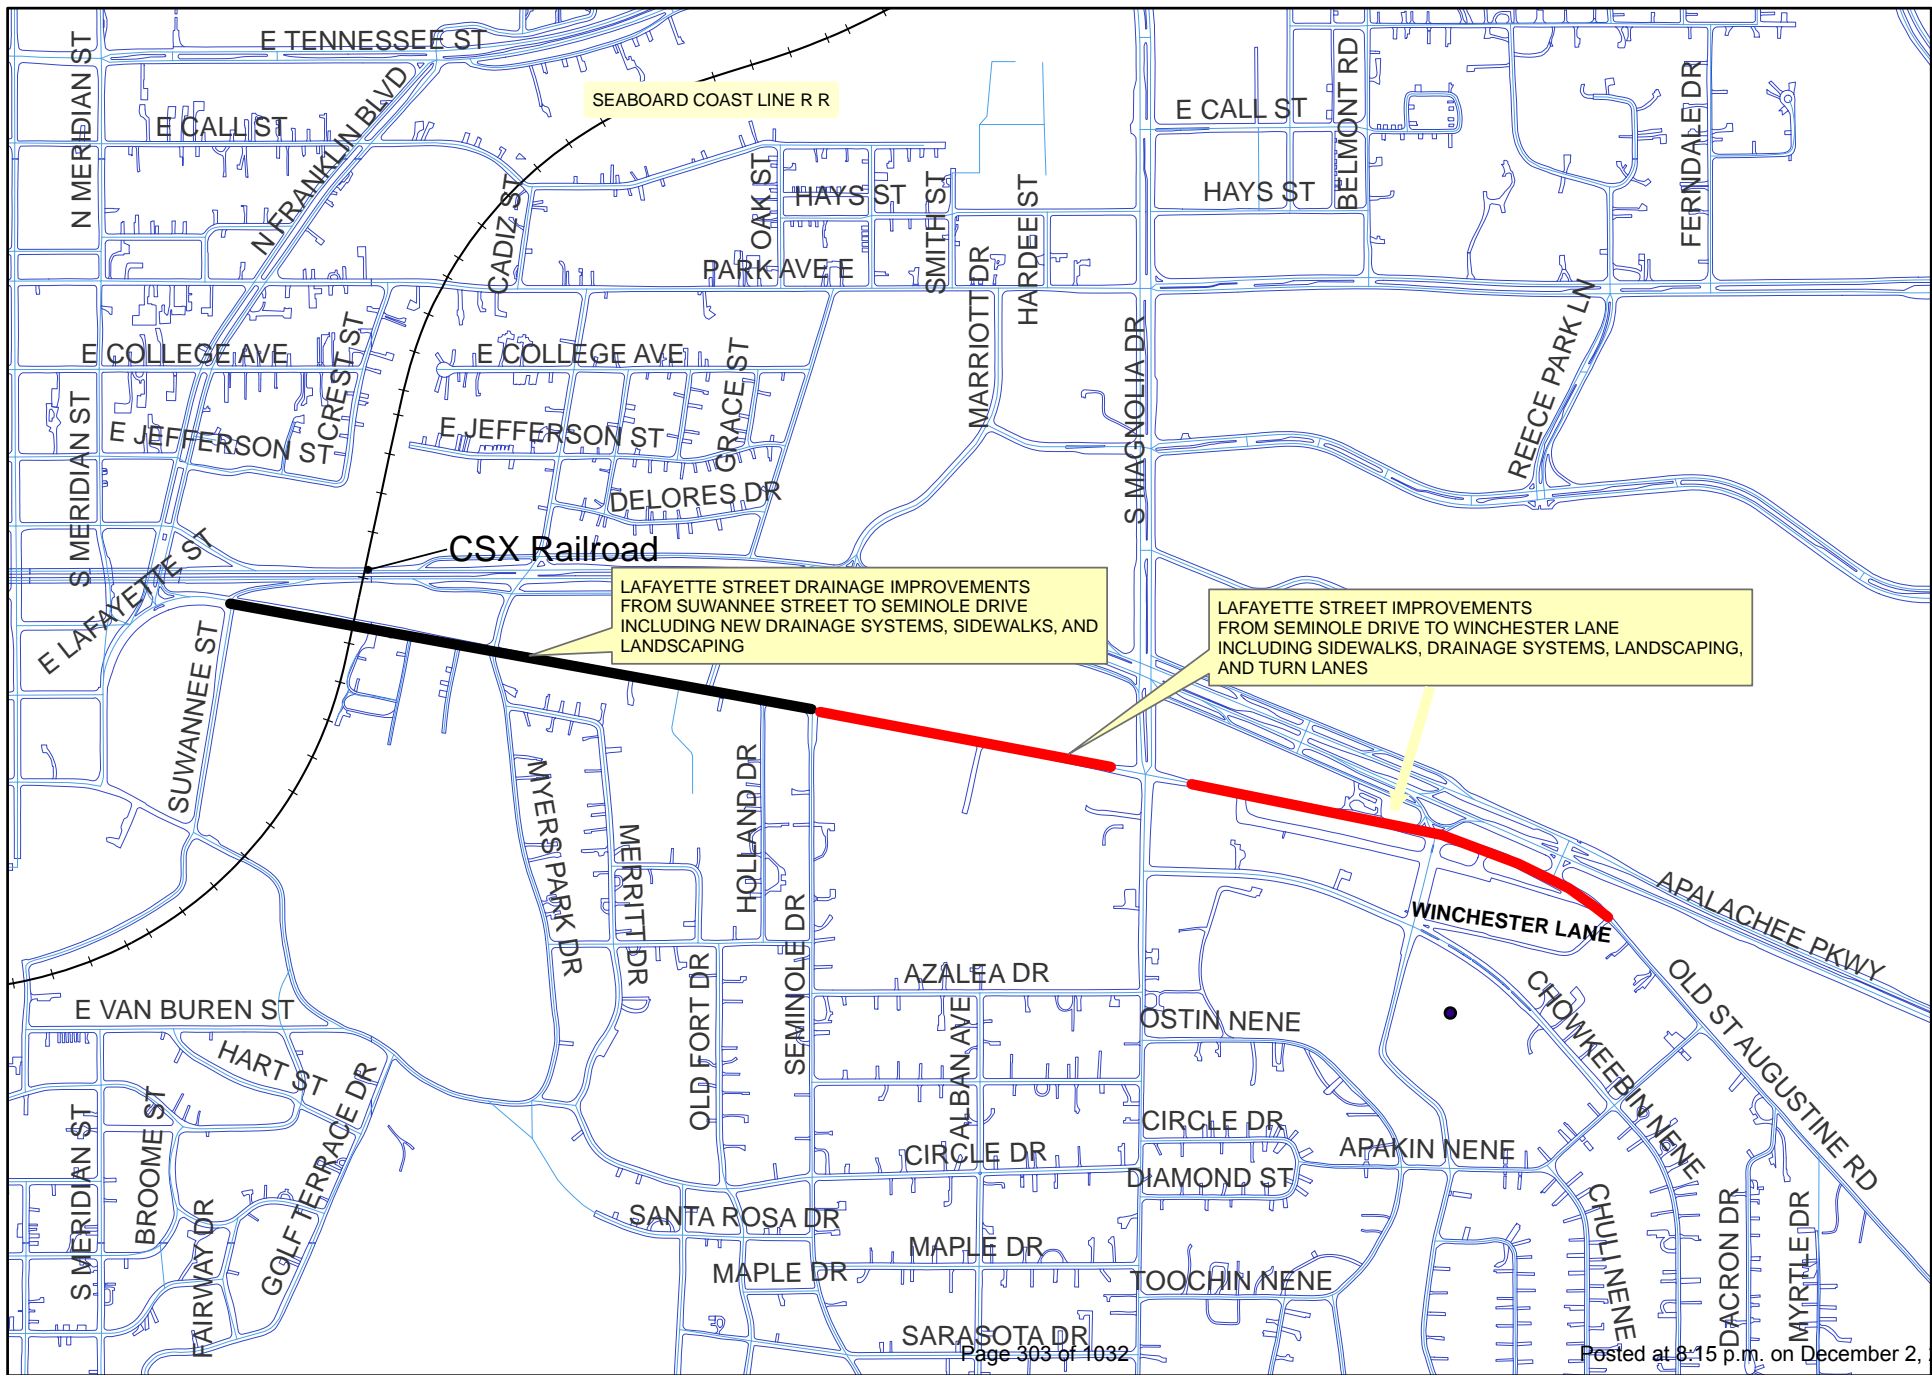 E TENNESSEE ST
N MERIDIAN ST
N FRANKLIN BLVD
SEABOARD COAST LINE R R
E CALL ST
E CALL ST
BELMONT RD
FERNDALE DR
CADIZ ST
OAK ST
HAYS ST
SMITH ST
HARDEE ST
HAYS ST
PARK AVE E
MARRIOTT DR
S MAGNOLIA DR
REECE PARK LN
E COLLEGE AVE
CREST ST
E COLLEGE AVE
GRACE ST
S MERIDIAN ST
E JEFFERSON ST
E JEFFERSON ST
DELORES DR
E LAFAYETTE ST
CSX Railroad
LAFAYETTE STREET DRAINAGE IMPROVEMENTS
FROM SUWANNEE STREET TO SEMINOLE DRIVE
INCLUDING NEW DRAINAGE SYSTEMS, SIDEWALKS, AND
LANDSCAPING
LAFAYETTE STREET IMPROVEMENTS
FROM SEMINOLE DRIVE TO WINCHESTER LANE
INCLUDING SIDEWALKS, DRAINAGE SYSTEMS, LANDSCAPING,
AND TURN LANES
SUWANNEE ST
MYERS PARK DR
MERRITT DR
HOLLAND DR
SEMINOLE DR
WINCHESTER LANE
APALACHEE PKWY
OLD FORT DR
AZALEA DR
E VAN BUREN ST
OSTIN NENE
CHOWKEEBIN NENE
OLD ST AUGUSTINE RD
HART ST
ALBAN AVE
S MERIDIAN ST
BROOME ST
GOLF TERRACE DR
CIRCLE DR
CIRCLE DR
APAKIN NENE
DIAMOND ST
FAIRWAY DR
SANTA ROSA DR
MAPLE DR
MAPLE DR
TOOCHIN NENE
CHULI NENE
DACRON DR
MYRTLE DR
SARASOTA DR
Page 303 of 1032
Posted at 8:15 p.m. on December 2,